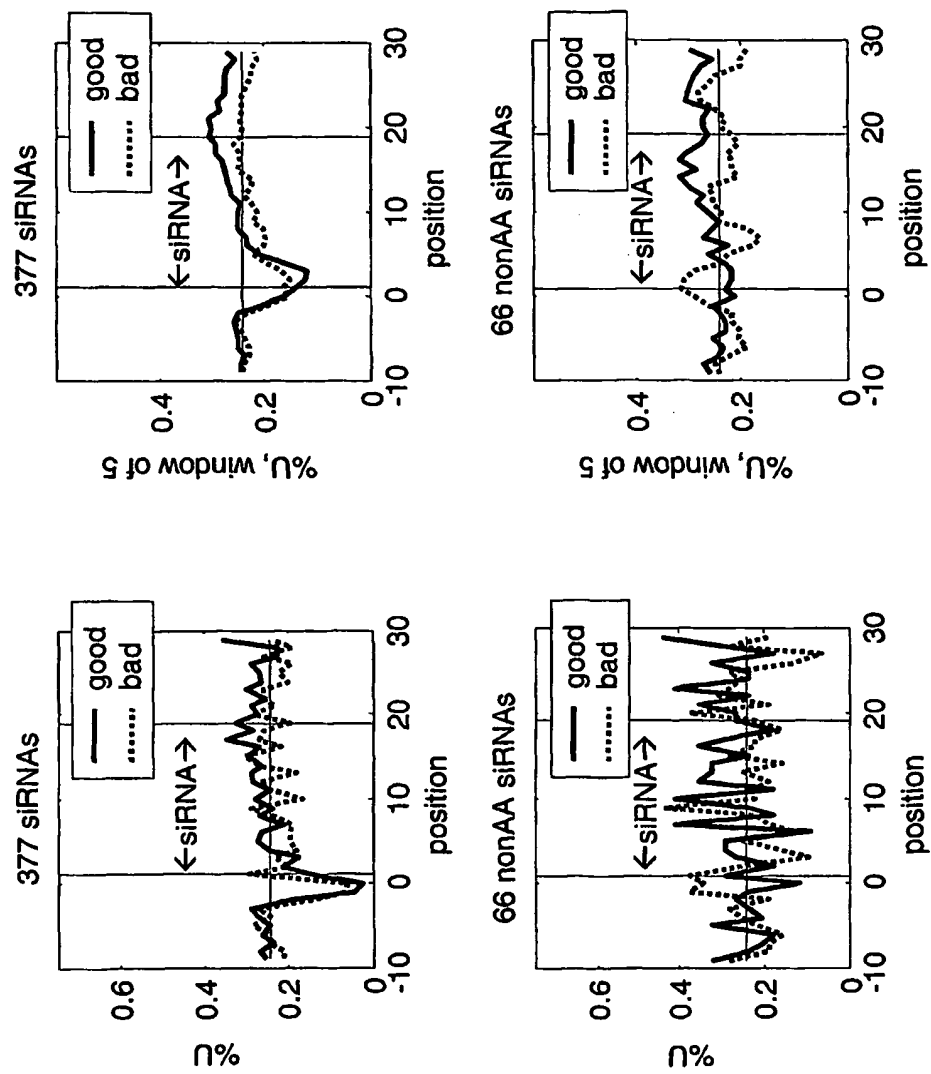 377 siRNAs
%U
0.6
0.4
0.2
0
good
bad
←siRNA→
-10
0
10
20
30
position
377 siRNAs
%U, window of 5
0.4
0.2
0
good
bad
←siRNA→
-10
0
10
20
30
position
66 nonAA siRNAs
%U
0.6
0.4
0.2
0
good
bad
←siRNA→
-10
0
10
20
30
position
66 nonAA siRNAs
%U, window of 5
0.4
0.2
0
good
bad
←siRNA→
-10
0
10
20
30
position